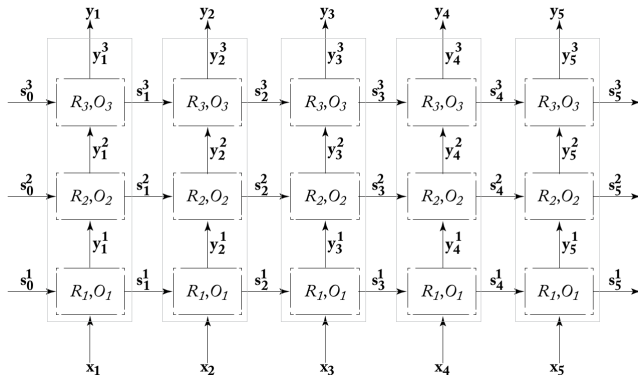 y₁ y₂ y₃ y₄ y₅
y₁³ y₂³ y₃³ y₄³ y₅³
s₀³ R₃,O₃ s₁³ R₃,O₃ s₂³ R₃,O₃ s₃³ R₃,O₃ s₄³ R₃,O₃ s₅³
y₁² y₂² y₃² y₄² y₅²
s₀² R₂,O₂ s₁² R₂,O₂ s₂² R₂,O₂ s₃² R₂,O₂ s₄² R₂,O₂ s₅²
y₁¹ y₂¹ y₃¹ y₄¹ y₅¹
s₀¹ R₁,O₁ s₁¹ R₁,O₁ s₂¹ R₁,O₁ s₃¹ R₁,O₁ s₄¹ R₁,O₁ s₅¹
x₁ x₂ x₃ x₄ x₅